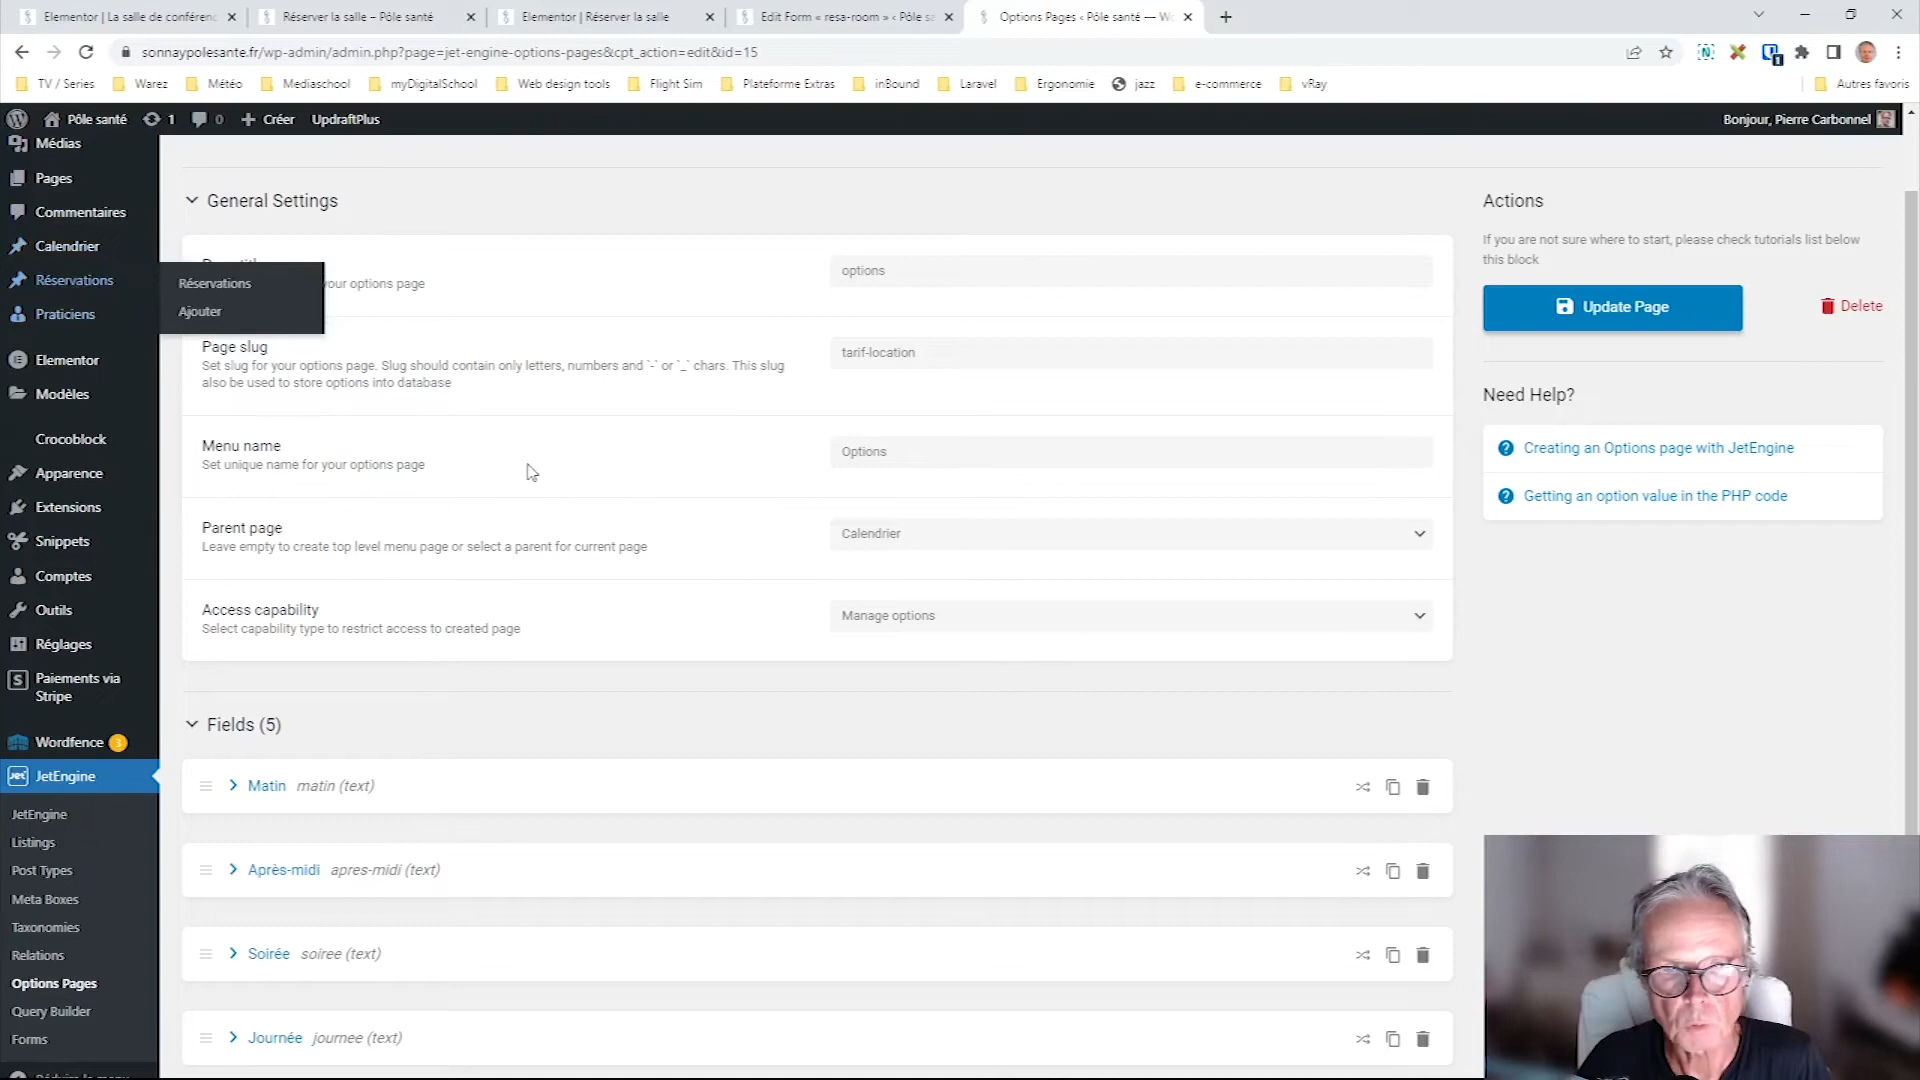 Elementor | La salle de conférenc
Réserver la salle – Pôle santé
Elementor | Réserver la salle
Edit Form « resa-room » ‹ Pôle sa
Options Pages ‹ Pôle santé — Wo
sonnaypolesante.fr/wp-admin/admin.php?page=jet-engine-options-pages&cpt_action=edit&id=15
TV / Series
Warez
Météo
Mediaschool
myDigitalSchool
Web design tools
Flight Sim
Plateforme Extras
inBound
Laravel
Ergonomie
jazz
e-commerce
vRay
Autres favoris
Pôle santé
1
0
Créer
UpdraftPlus
Bonjour, Pierre Carbonnel
Médias
Pages
Commentaires
Calendrier
Réservations
Praticiens
Elementor
Modèles
Crocoblock
Apparence
Extensions
Snippets
Comptes
Outils
Réglages
Paiements via
Stripe
Wordfence 3
JetEngine
JetEngine
Listings
Post Types
Meta Boxes
Taxonomies
Relations
Options Pages
Query Builder
Forms
Réservations
Ajouter
General Settings
your options page
options
Page slug
Set slug for your options page. Slug should contain only letters, numbers and `-` or `_` chars. This slug
also be used to store options into database
tarif-location
Menu name
Set unique name for your options page
Options
Parent page
Leave empty to create top level menu page or select a parent for current page
Calendrier
Access capability
Select capability type to restrict access to created page
Manage options
Fields (5)
Matin matin (text)
Après-midi apres-midi (text)
Soirée soiree (text)
Journée journee (text)
Actions
If you are not sure where to start, please check tutorials list below
this block
Update Page
Delete
Need Help?
Creating an Options page with JetEngine
Getting an option value in the PHP code